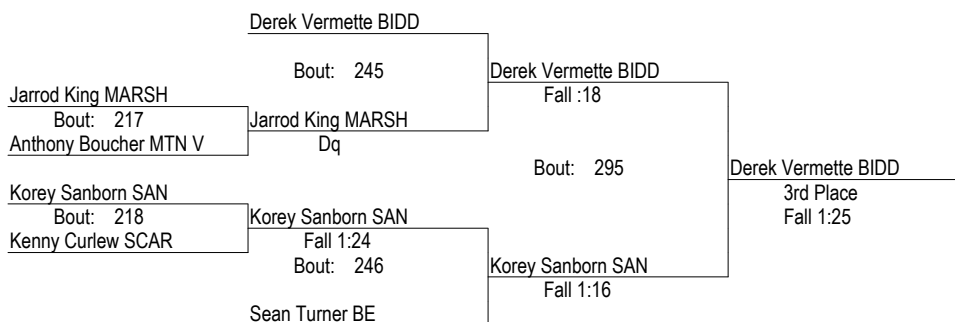 Derek Vermette BIDD
Bout: 245
Derek Vermette BIDD
Fall :18
Jarrod King MARSH
Bout: 217
Jarrod King MARSH
Anthony Boucher MTN V
Dq
Bout: 295
Derek Vermette BIDD
3rd Place
Fall 1:25
Korey Sanborn SAN
Bout: 218
Korey Sanborn SAN
Kenny Curlew SCAR
Fall 1:24
Bout: 246
Korey Sanborn SAN
Fall 1:16
Sean Turner BE